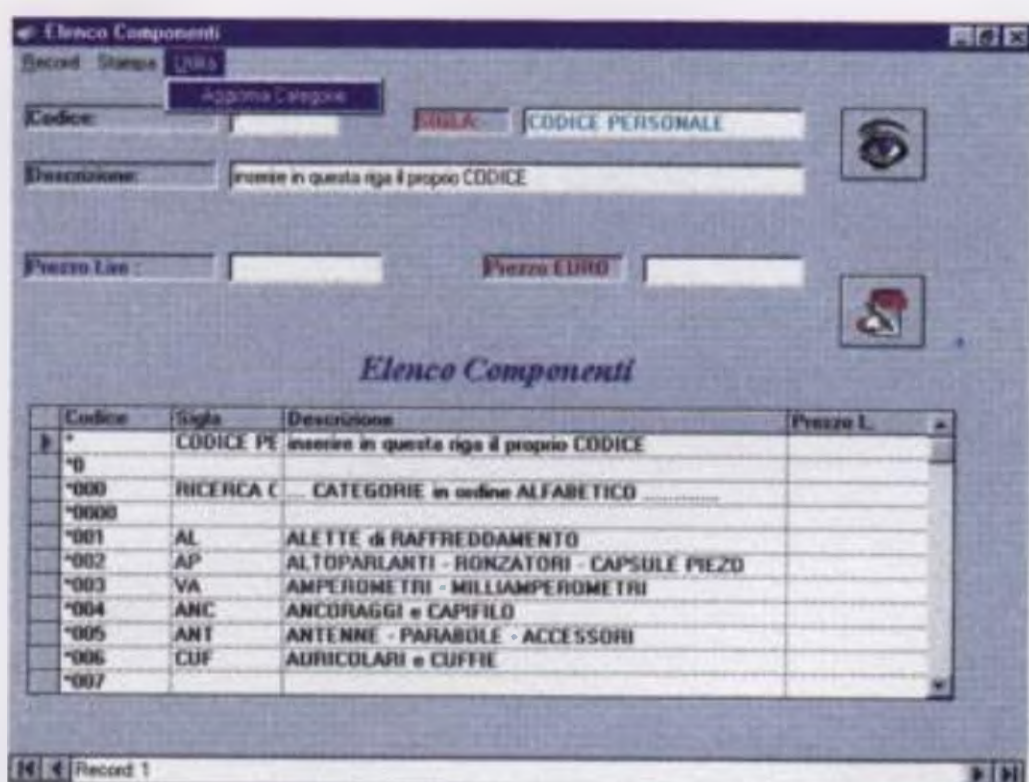 Elenco Componenti
Record Stampa Utilità
Aggiorna Categorie
Codice: SIGLA: CODICE PERSONALE
Descrizione: inserire in questa riga il proprio CODICE
Prezzo Lire : Prezzo EURO
Elenco Componenti
Codice Sigla Descrizione Prezzo L.
* CODICE PE inserire in questa riga il proprio CODICE
*0
*000 RICERCA C ... CATEGORIE in ordine ALFABETICO .............
*0000
*001 AL ALETTE di RAFFREDDAMENTO
*002 AP ALTOPARLANTI - RONZATORI - CAPSULE PIEZO
*003 VA AMPEROMETRI - MILLIAMPEROMETRI
*004 ANC ANCORAGGI e CAPIFILO
*005 ANT ANTENNE - PARABOLE - ACCESSORI
*006 CUF AURICOLARI e CUFFIE
*007
Record: 1